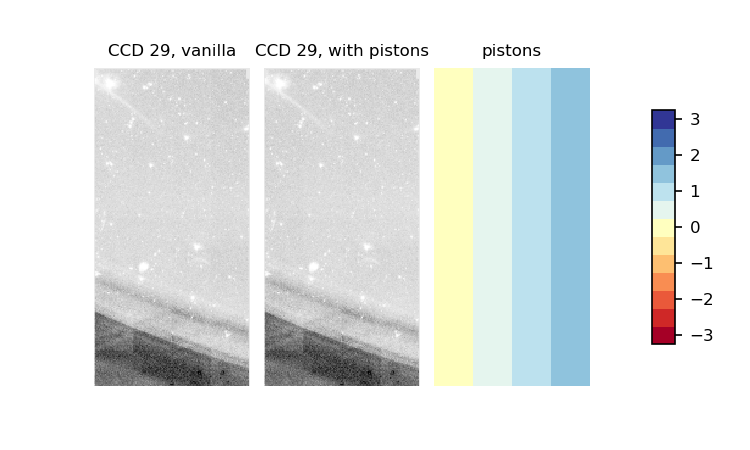 CCD 29, vanilla
CCD 29, with pistons
pistons
3
2
1
0
−1
−2
−3